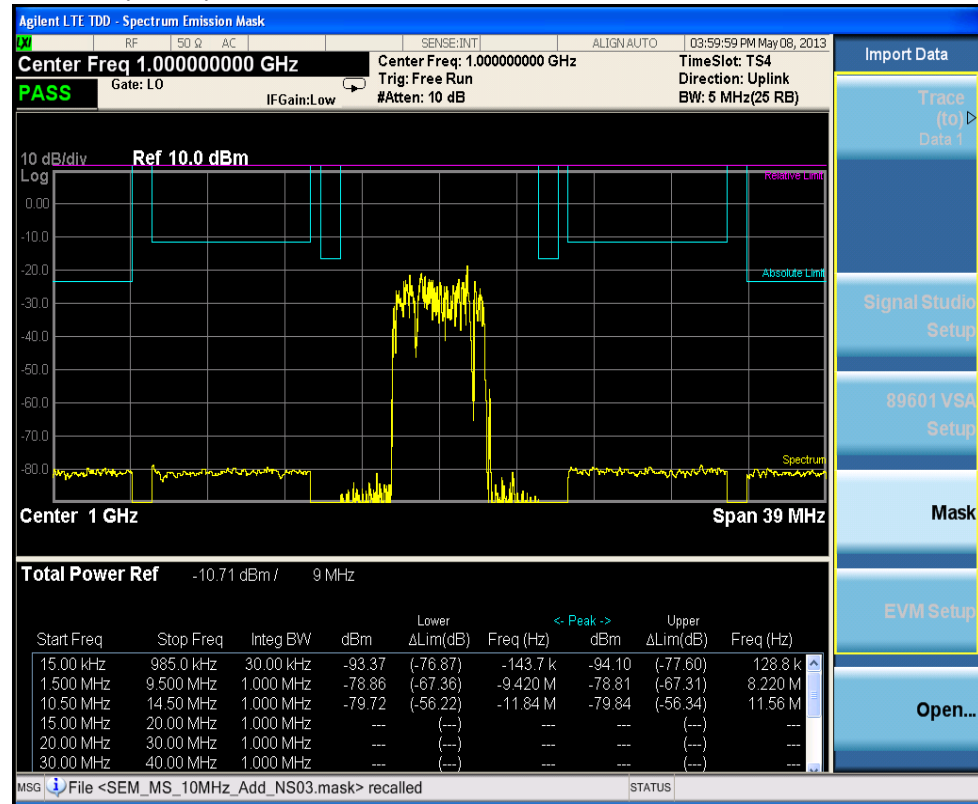 Agilent LTE TDD - Spectrum Emission Mask
LXI RF 50 Ω AC SENSE:INT ALIGN AUTO 03:59:59 PM May 08, 2013
Center Freq 1.000000000 GHz Center Freq: 1.000000000 GHz TimeSlot: TS4
Trig: Free Run Direction: Uplink
PASS Gate: LO IFGain:Low #Atten: 10 dB BW: 5 MHz(25 RB)
Import Data
Trace
(to)
Data 1
Signal Studio
Setup
89601 VSA
Setup
Mask
EVM Setup
Open...
10 dB/div Ref 10.0 dBm
Log
Relative Limit
0.00
-10.0
-20.0
Absolute Limit
-30.0
-40.0
-50.0
-60.0
-70.0
Spectrum
-80.0
Center 1 GHz Span 39 MHz
Total Power Ref -10.71 dBm / 9 MHz
Lower <- Peak -> Upper
Start Freq Stop Freq Integ BW dBm ΔLim(dB) Freq (Hz) dBm ΔLim(dB) Freq (Hz)
15.00 kHz 985.0 kHz 30.00 kHz -93.37 (-76.87) -143.7 k -94.10 (-77.60) 128.8 k
1.500 MHz 9.500 MHz 1.000 MHz -78.86 (-67.36) -9.420 M -78.81 (-67.31) 8.220 M
10.50 MHz 14.50 MHz 1.000 MHz -79.72 (-56.22) -11.84 M -79.84 (-56.34) 11.56 M
15.00 MHz 20.00 MHz 1.000 MHz --- (---) --- --- (---) ---
20.00 MHz 30.00 MHz 1.000 MHz --- (---) --- --- (---) ---
30.00 MHz 40.00 MHz 1.000 MHz --- (---) --- --- (---) ---
MSG File <SEM_MS_10MHz_Add_NS03.mask> recalled STATUS